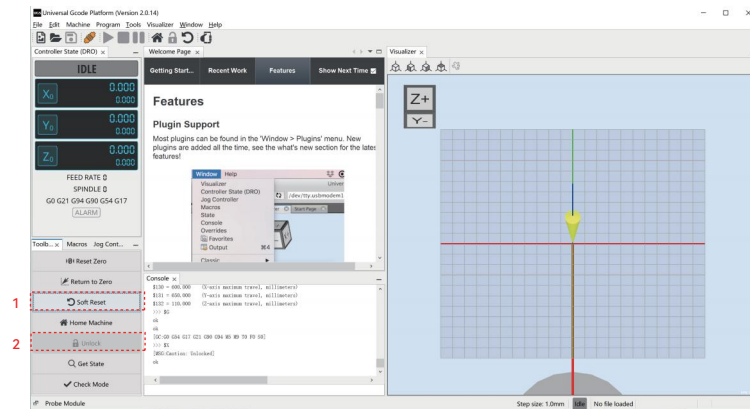 Universal Gcode Platform (Version 2.0.14)
File Edit Machine Program Tools Visualizer Window Help
Controller State (DRO) ×
Welcome Page ×
Visualizer ×
IDLE
X0 0.000
0.000
Y0 0.000
0.000
Z0 0.000
0.000
FEED RATE 0
SPINDLE 0
G0 G21 G94 G90 G54 G17
[ALARM]
Getting Start... Recent Work Features Show Next Time
Features
Plugin Support
Most plugins can be found in the 'Window > Plugins' menu. New
plugins are added all the time, see the what's new section for the lates
features!
Window Help
Univer
Visualizer
Controller State (DRO)
/dev/tty.usbmodem1
Jog Controller
Macros
Start Page
State
Console
Overrides
Favorites
Output ⌘4
Classic
Z+
Y-
Toolb... × Macros Jog Cont...
Reset Zero
Return to Zero
1
Soft Reset
Home Machine
2
Unlock
Get State
Check Mode
Console ×
$130 = 600.000 (X-axis maximum travel, millimeters)
$131 = 650.000 (Y-axis maximum travel, millimeters)
$132 = 110.000 (Z-axis maximum travel, millimeters)
>>> $G
ok
ok
[GC:G0 G54 G17 G21 G90 G94 M5 M9 T0 F0 S0]
>>> $X
[MSG:Caution: Unlocked]
ok
Probe Module
Step size: 1.0mm Idle No file loaded